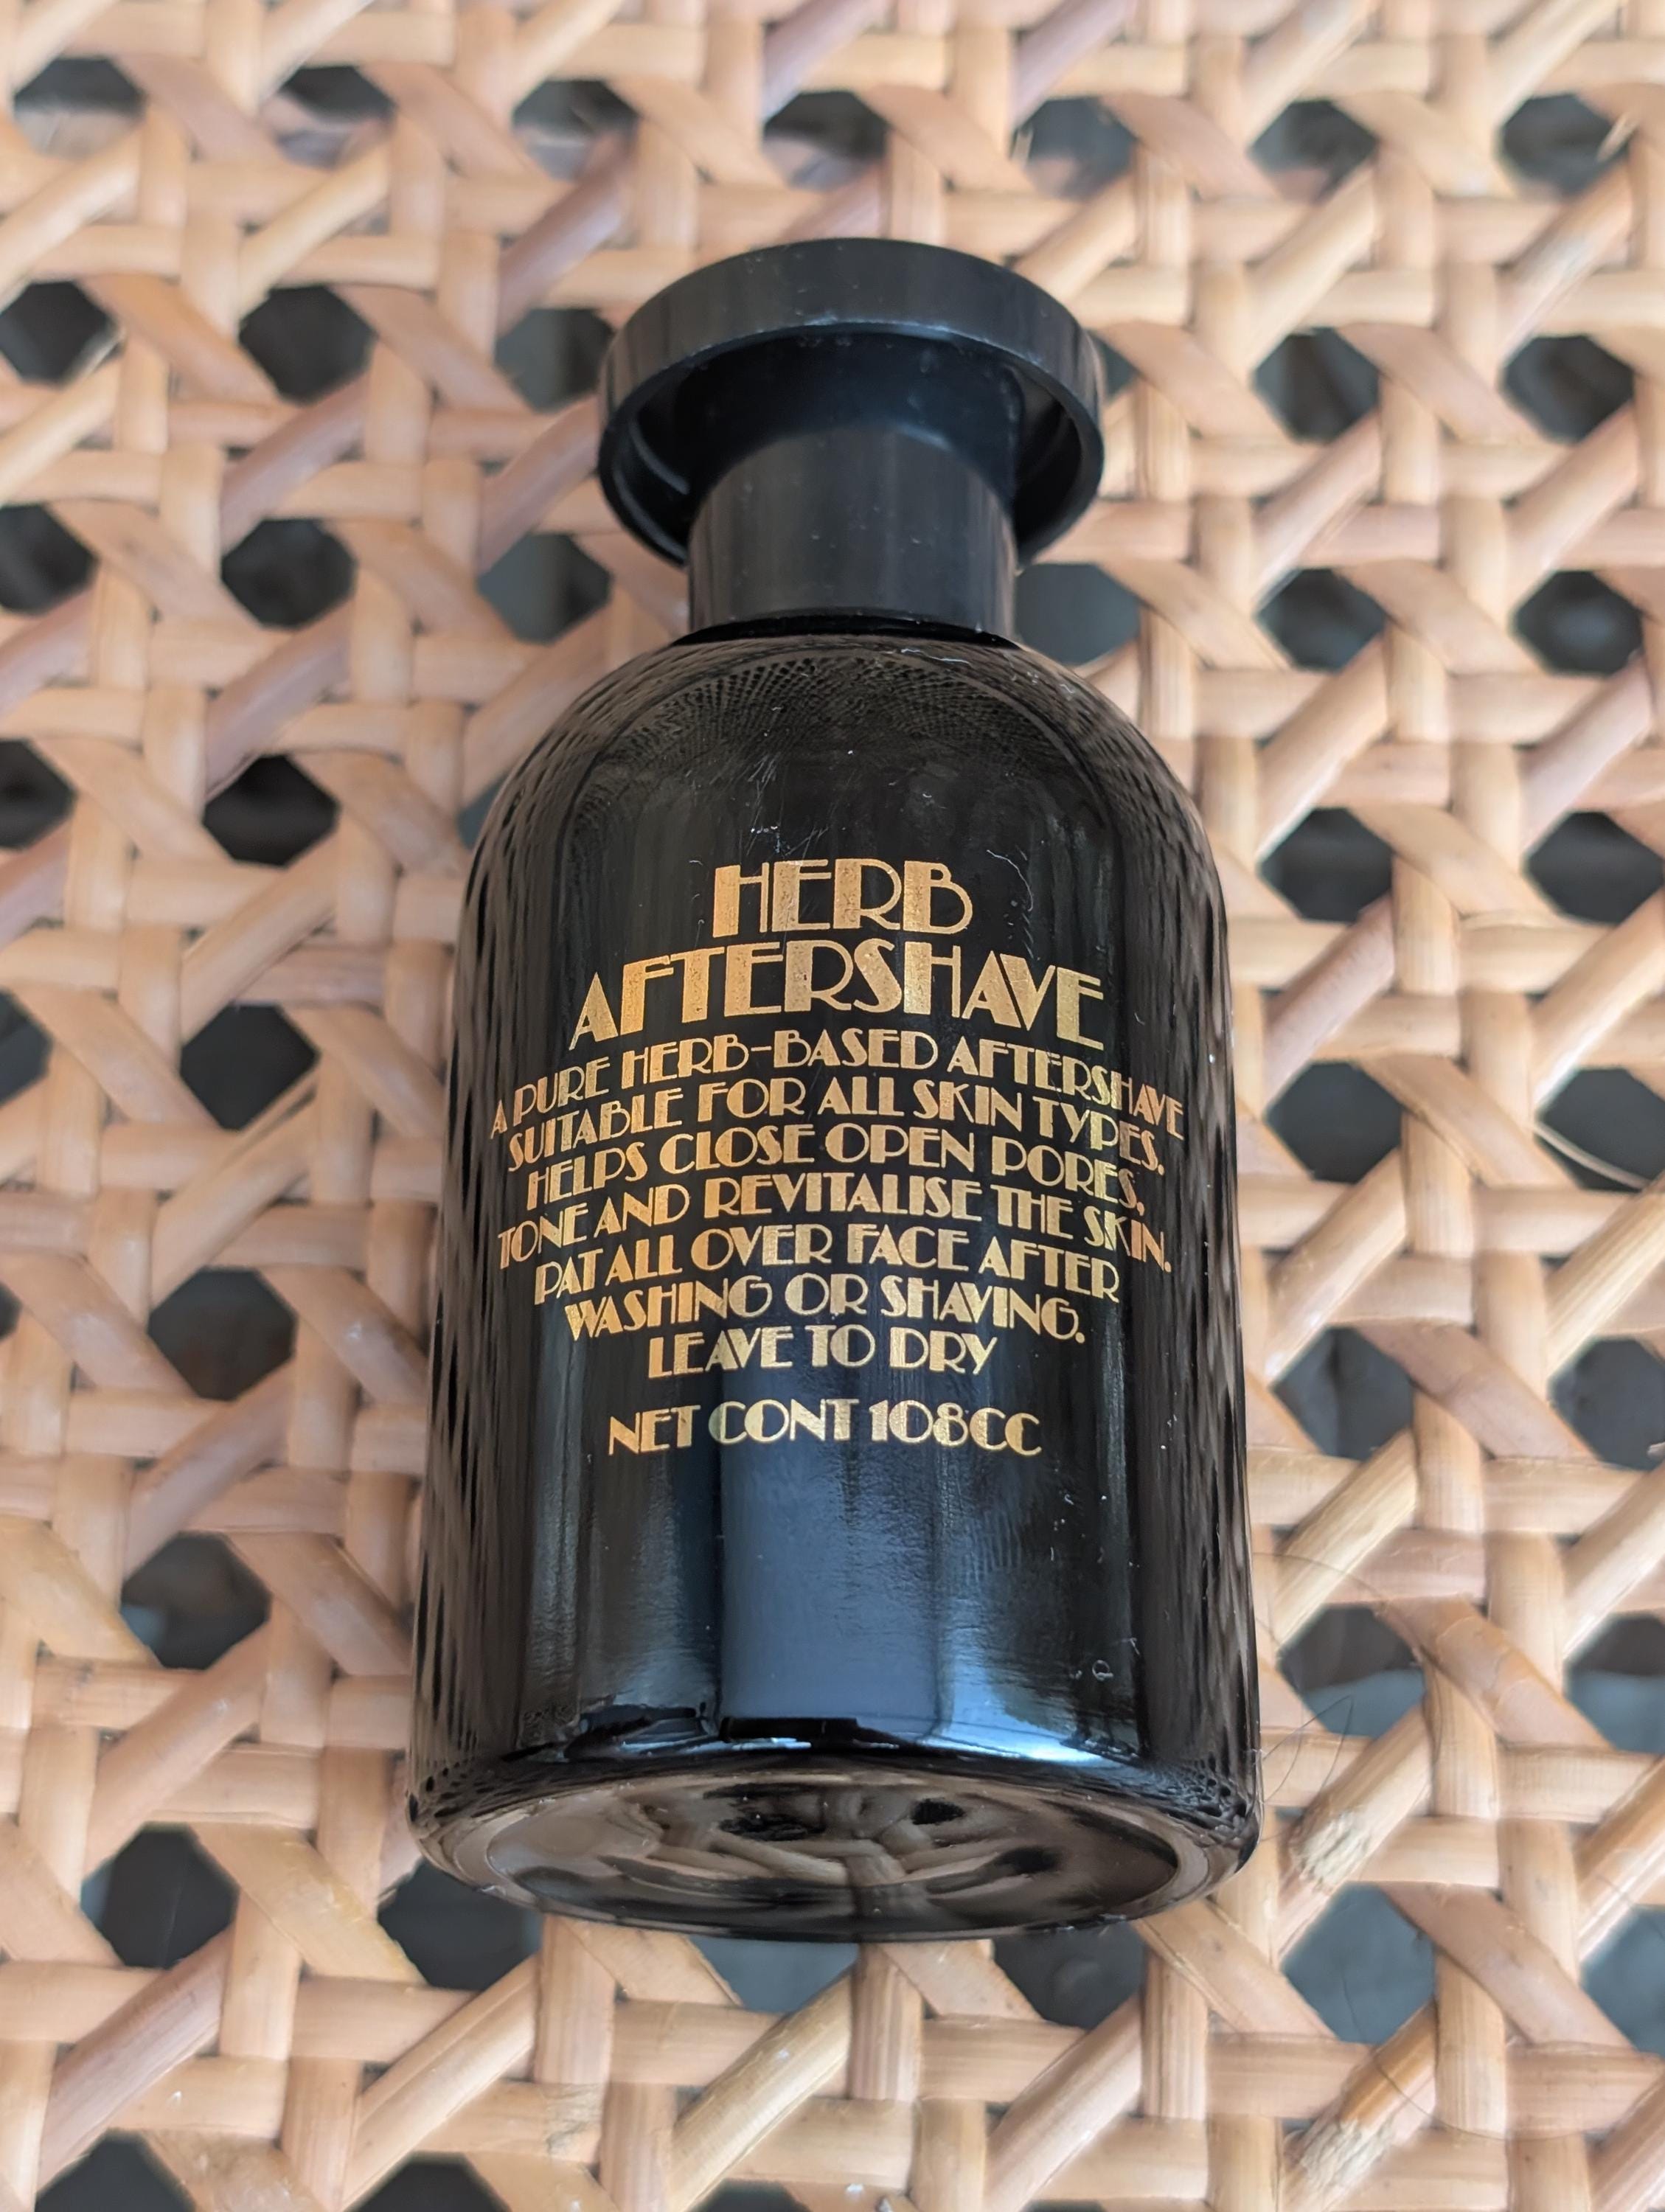 HERB
AFTERSHAVE
A PURE HERB-BASED AFTERSHAVE
SUITABLE FOR ALL SKIN TYPES.
HELPS CLOSE OPEN PORES.
TONE AND REVITALISE THE SKIN.
PAT ALL OVER FACE AFTER
WASHING OR SHAVING.
LEAVE TO DRY
NET CONT 108CC